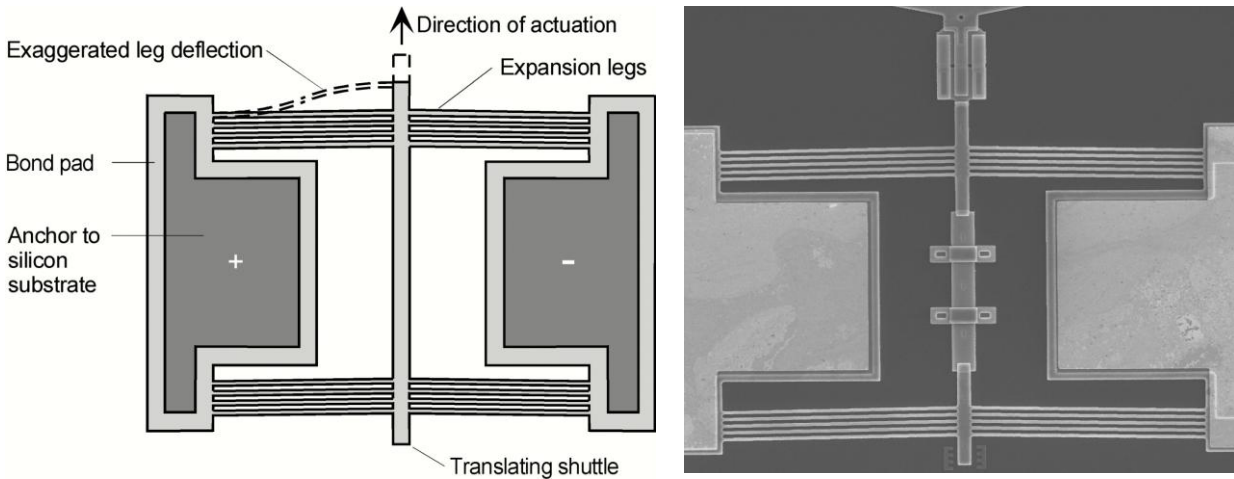 Direction of actuation
Exaggerated leg deflection
Expansion legs
Bond pad
Anchor to
silicon
substrate
+
-
Translating shuttle